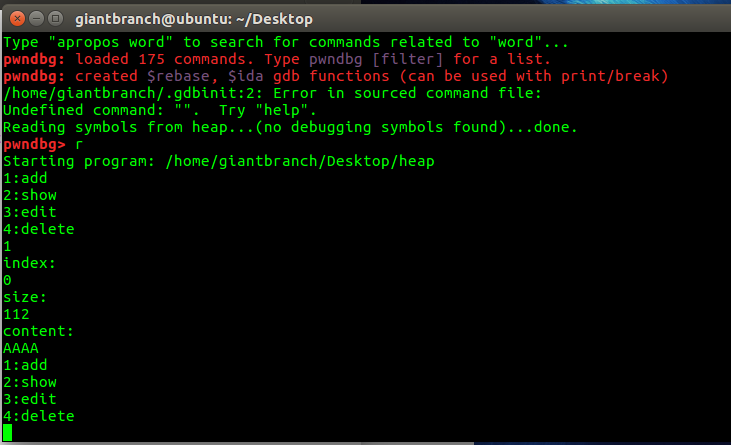 giantbranch@ubuntu: ~/Desktop
Type "apropos word" to search for commands related to "word"...
pwndbg: loaded 175 commands. Type pwndbg [filter] for a list.
pwndbg: created $rebase, $ida gdb functions (can be used with print/break)
/home/giantbranch/.gdbinit:2: Error in sourced command file:
Undefined command: "".  Try "help".
Reading symbols from heap...(no debugging symbols found)...done.
pwndbg> r
Starting program: /home/giantbranch/Desktop/heap
1:add
2:show
3:edit
4:delete
1
index:
0
size:
112
content:
AAAA
1:add
2:show
3:edit
4:delete